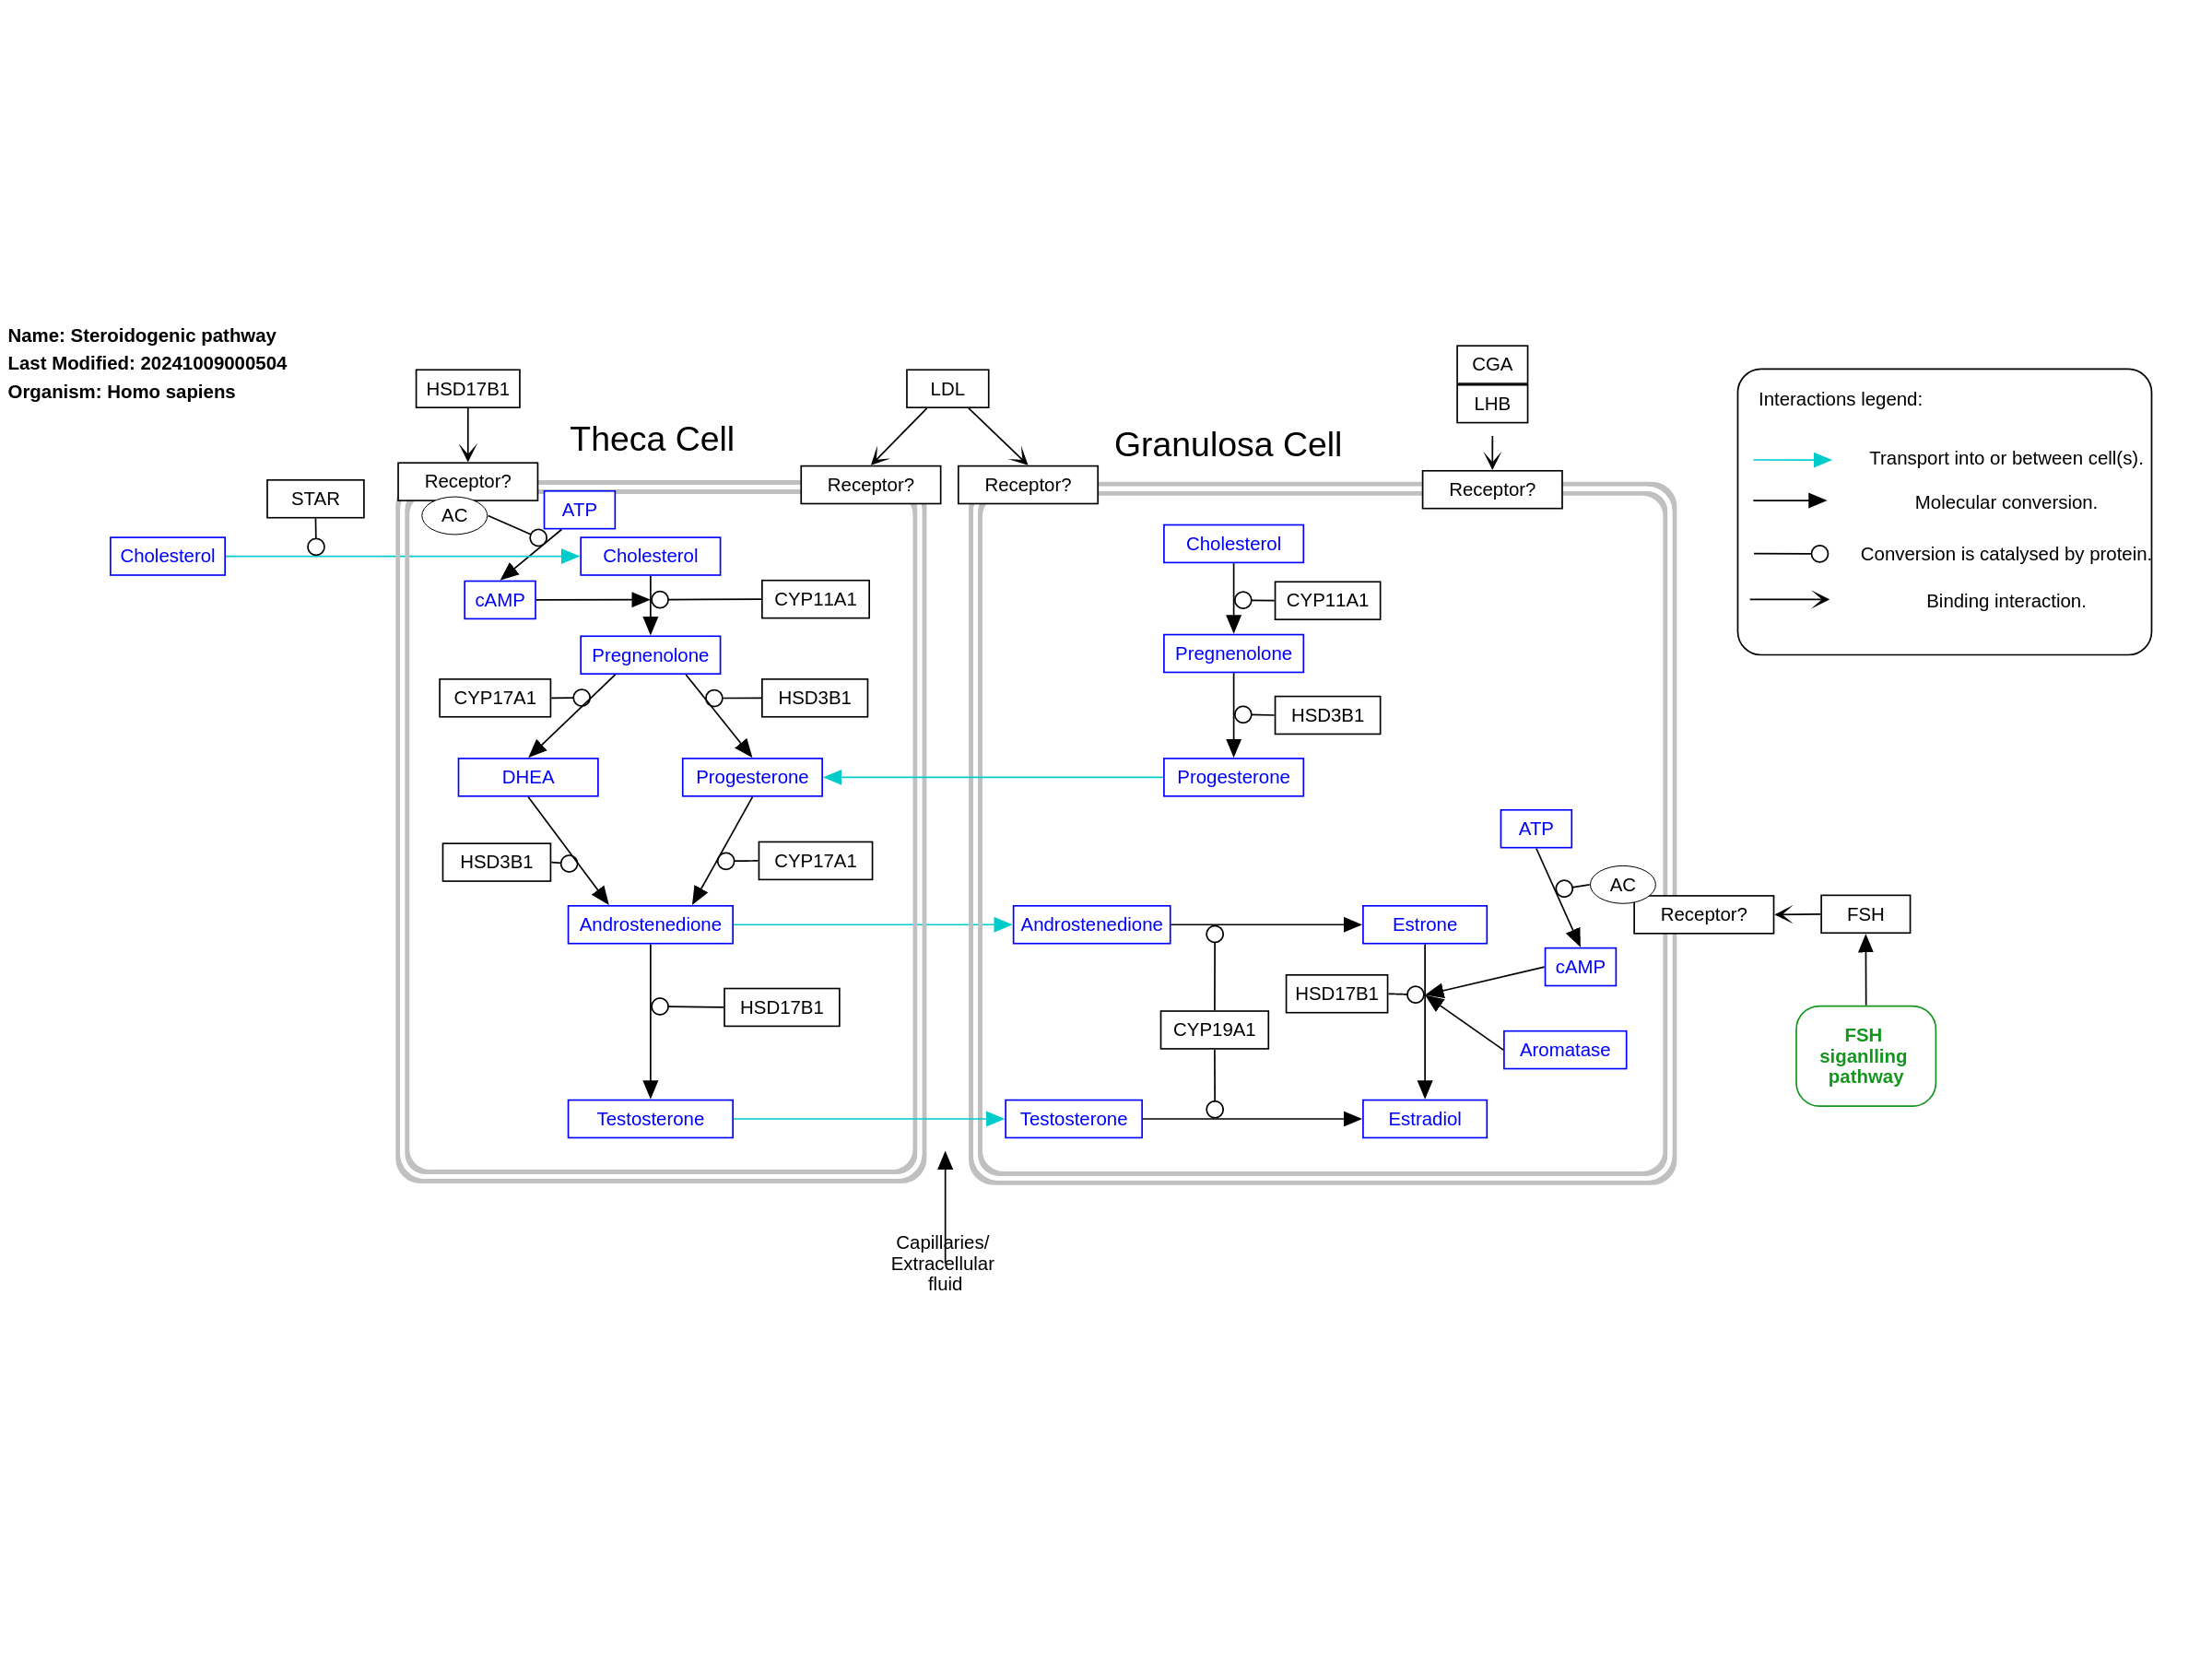 Name: Steroidogenic pathway
Last Modified: 20241009000504
Organism: Homo sapiens
HSD17B1
LDL
CGA
LHB
Theca Cell
Granulosa Cell
Interactions legend:
Transport into or between cell(s).
Molecular conversion.
Conversion is catalysed by protein.
Binding interaction.
Receptor?
Receptor?
Receptor?
Receptor?
STAR
AC
ATP
Cholesterol
Cholesterol
Cholesterol
cAMP
CYP11A1
CYP11A1
Pregnenolone
Pregnenolone
CYP17A1
HSD3B1
HSD3B1
DHEA
Progesterone
Progesterone
ATP
HSD3B1
CYP17A1
AC
Receptor?
FSH
Androstenedione
Androstenedione
Estrone
cAMP
HSD17B1
HSD17B1
CYP19A1
Aromatase
FSH
siganlling
pathway
Testosterone
Testosterone
Estradiol
Capillaries/
Extracellular
fluid